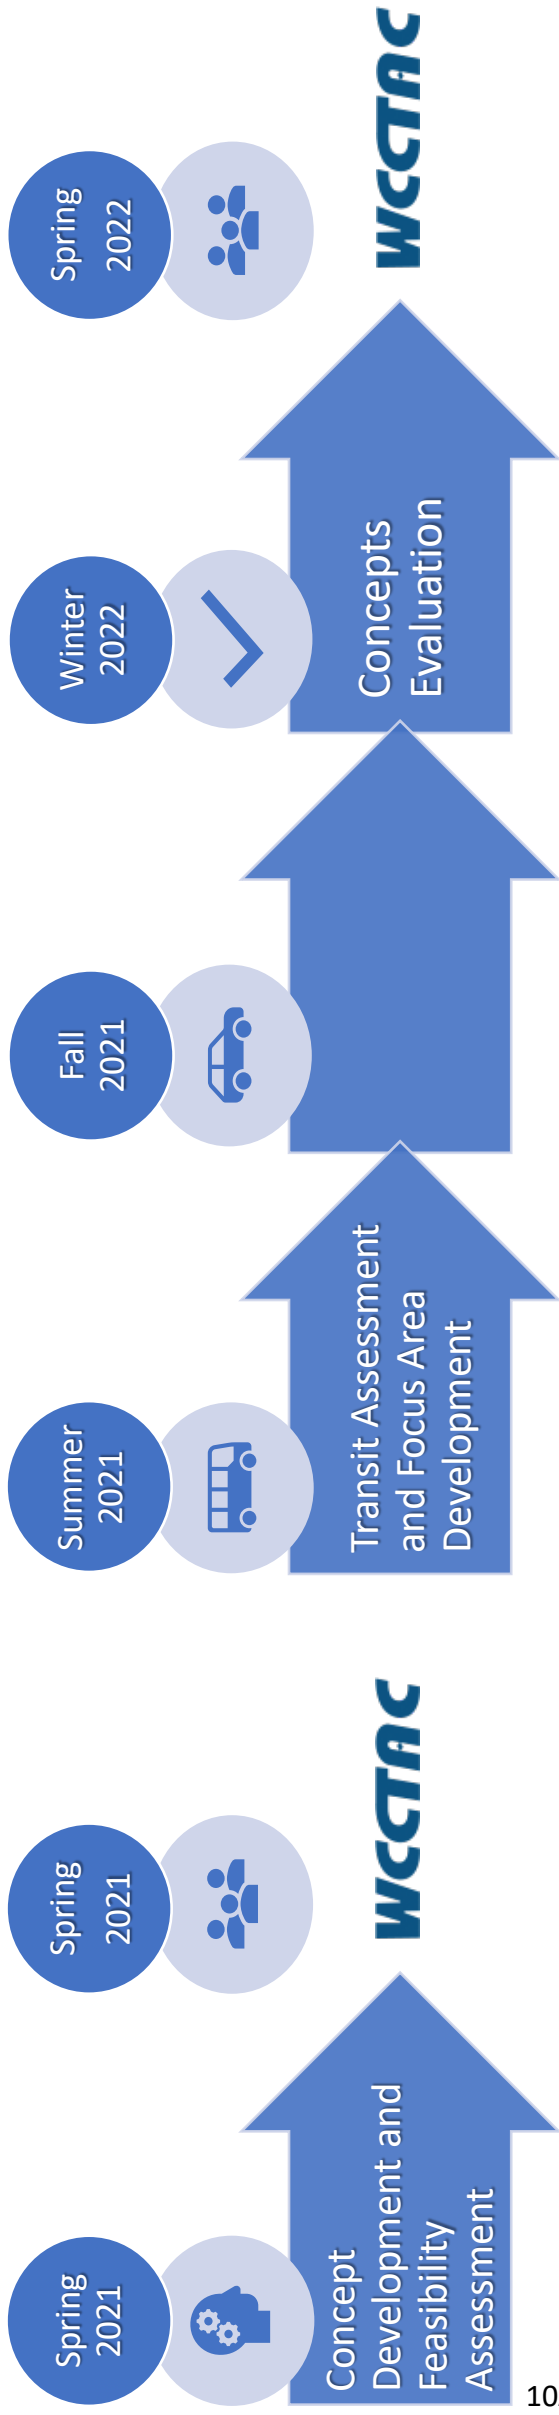 Spring
2021
Concept
Development and
Feasibility
Assessment
Spring
2021
WCCTAC
Summer
2021
Transit Assessment
and Focus Area
Development
Fall
2021
Winter
2022
Concepts
Evaluation
Spring
2022
WCCTAC
10